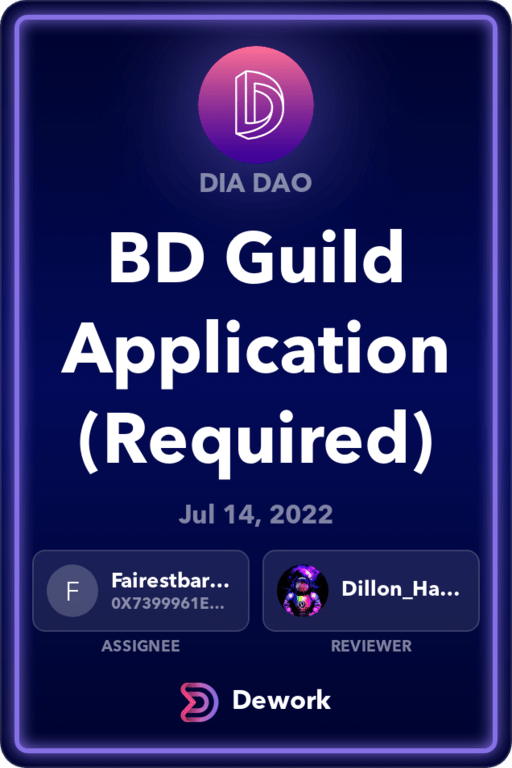 DIA DAO
BD Guild
Application
(Required)
Jul 14, 2022
F
Fairestbar...
0X7399961E...
ASSIGNEE
Dillon_Ha...
REVIEWER
Dework